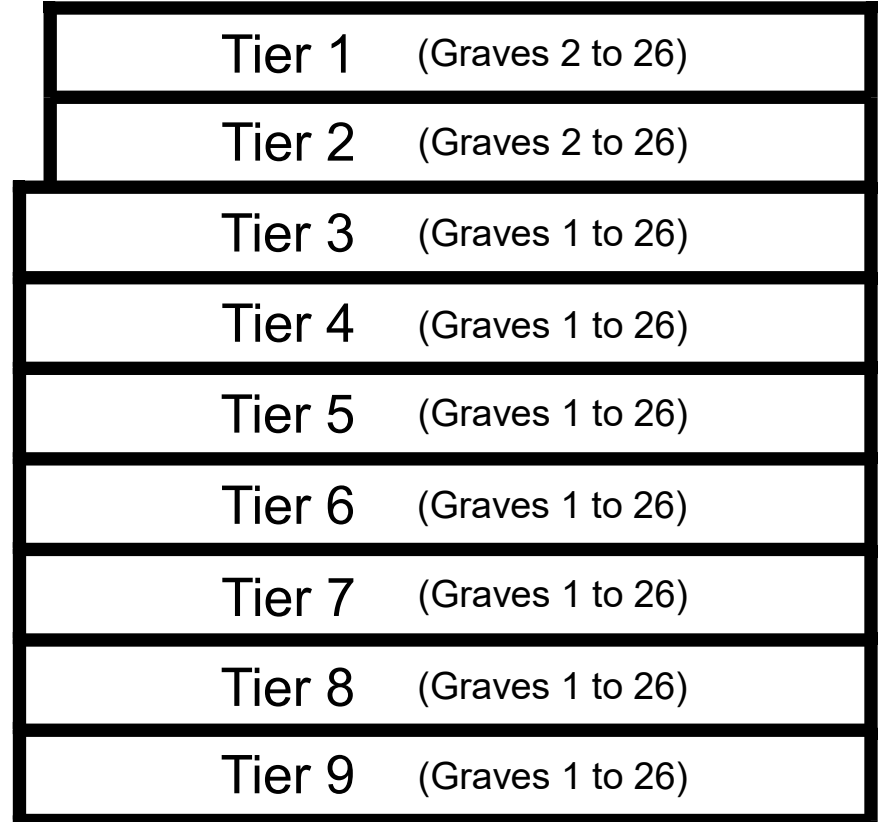 Tier 1 (Graves 2 to 26)
Tier 2 (Graves 2 to 26)
Tier 3 (Graves 1 to 26)
Tier 4 (Graves 1 to 26)
Tier 5 (Graves 1 to 26)
Tier 6 (Graves 1 to 26)
Tier 7 (Graves 1 to 26)
Tier 8 (Graves 1 to 26)
Tier 9 (Graves 1 to 26)